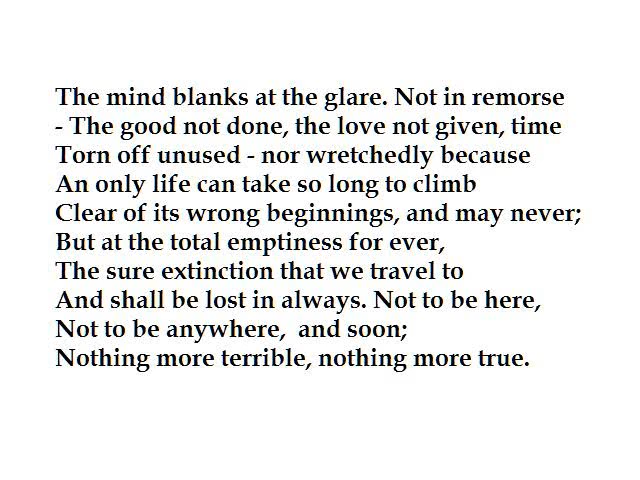 The mind blanks at the glare. Not in remorse
- The good not done, the love not given, time
Torn off unused - nor wretchedly because
An only life can take so long to climb
Clear of its wrong beginnings, and may never;
But at the total emptiness for ever,
The sure extinction that we travel to
And shall be lost in always. Not to be here,
Not to be anywhere,  and soon;
Nothing more terrible, nothing more true.